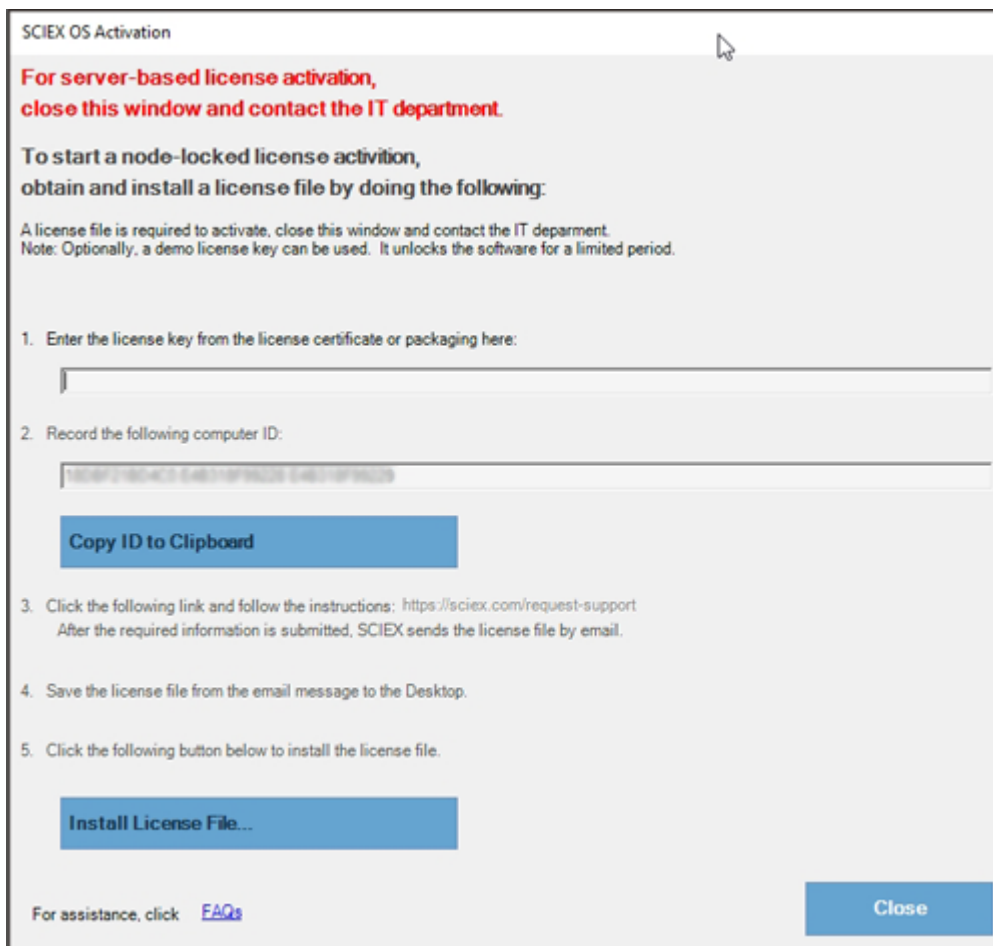 SCIEX OS Activation
For server-based license activation,
close this window and contact the IT department.
To start a node-locked license activition,
obtain and install a license file by doing the following:
A license file is required to activate, close this window and contact the IT deparment.
Note: Optionally, a demo license key can be used. It unlocks the software for a limited period.
1. Enter the license key from the license certificate or packaging here:
2. Record the following computer ID:
Copy ID to Clipboard
3. Click the following link and follow the instructions: https://sciex.com/request-support
After the required information is submitted, SCIEX sends the license file by email.
4. Save the license file from the email message to the Desktop.
5. Click the following button below to install the license file.
Install License File...
For assistance, click FAQs
Close